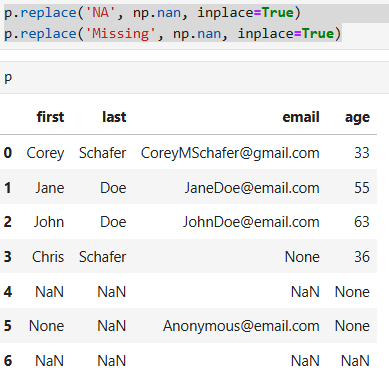 p.replace('NA', np.nan, inplace=True)
p.replace('Missing', np.nan, inplace=True)
p
first last email age
0 Corey Schafer CoreyMSchafer@gmail.com 33
1 Jane Doe JaneDoe@email.com 55
2 John Doe JohnDoe@email.com 63
3 Chris Schafer None 36
4 NaN NaN NaN None
5 None NaN Anonymous@email.com None
6 NaN NaN NaN NaN